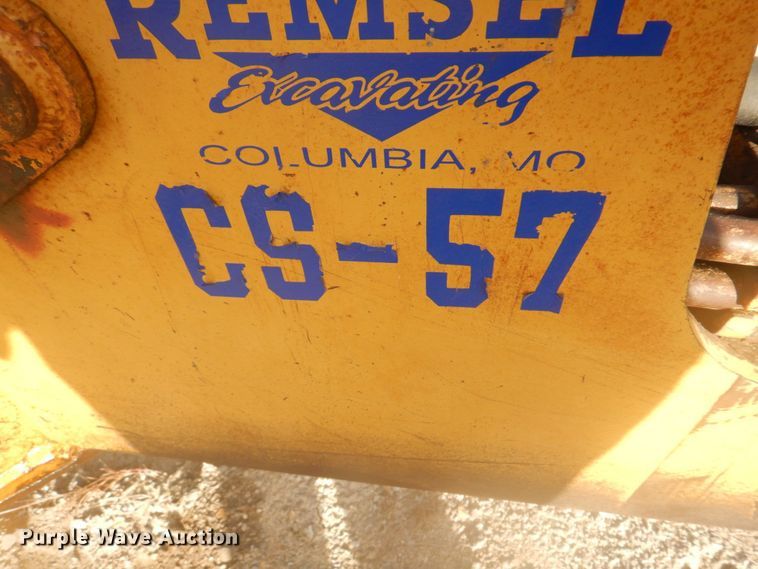 REMSEL
Excavating
COLUMBIA, MO
CS-57
Purple Wave Auction